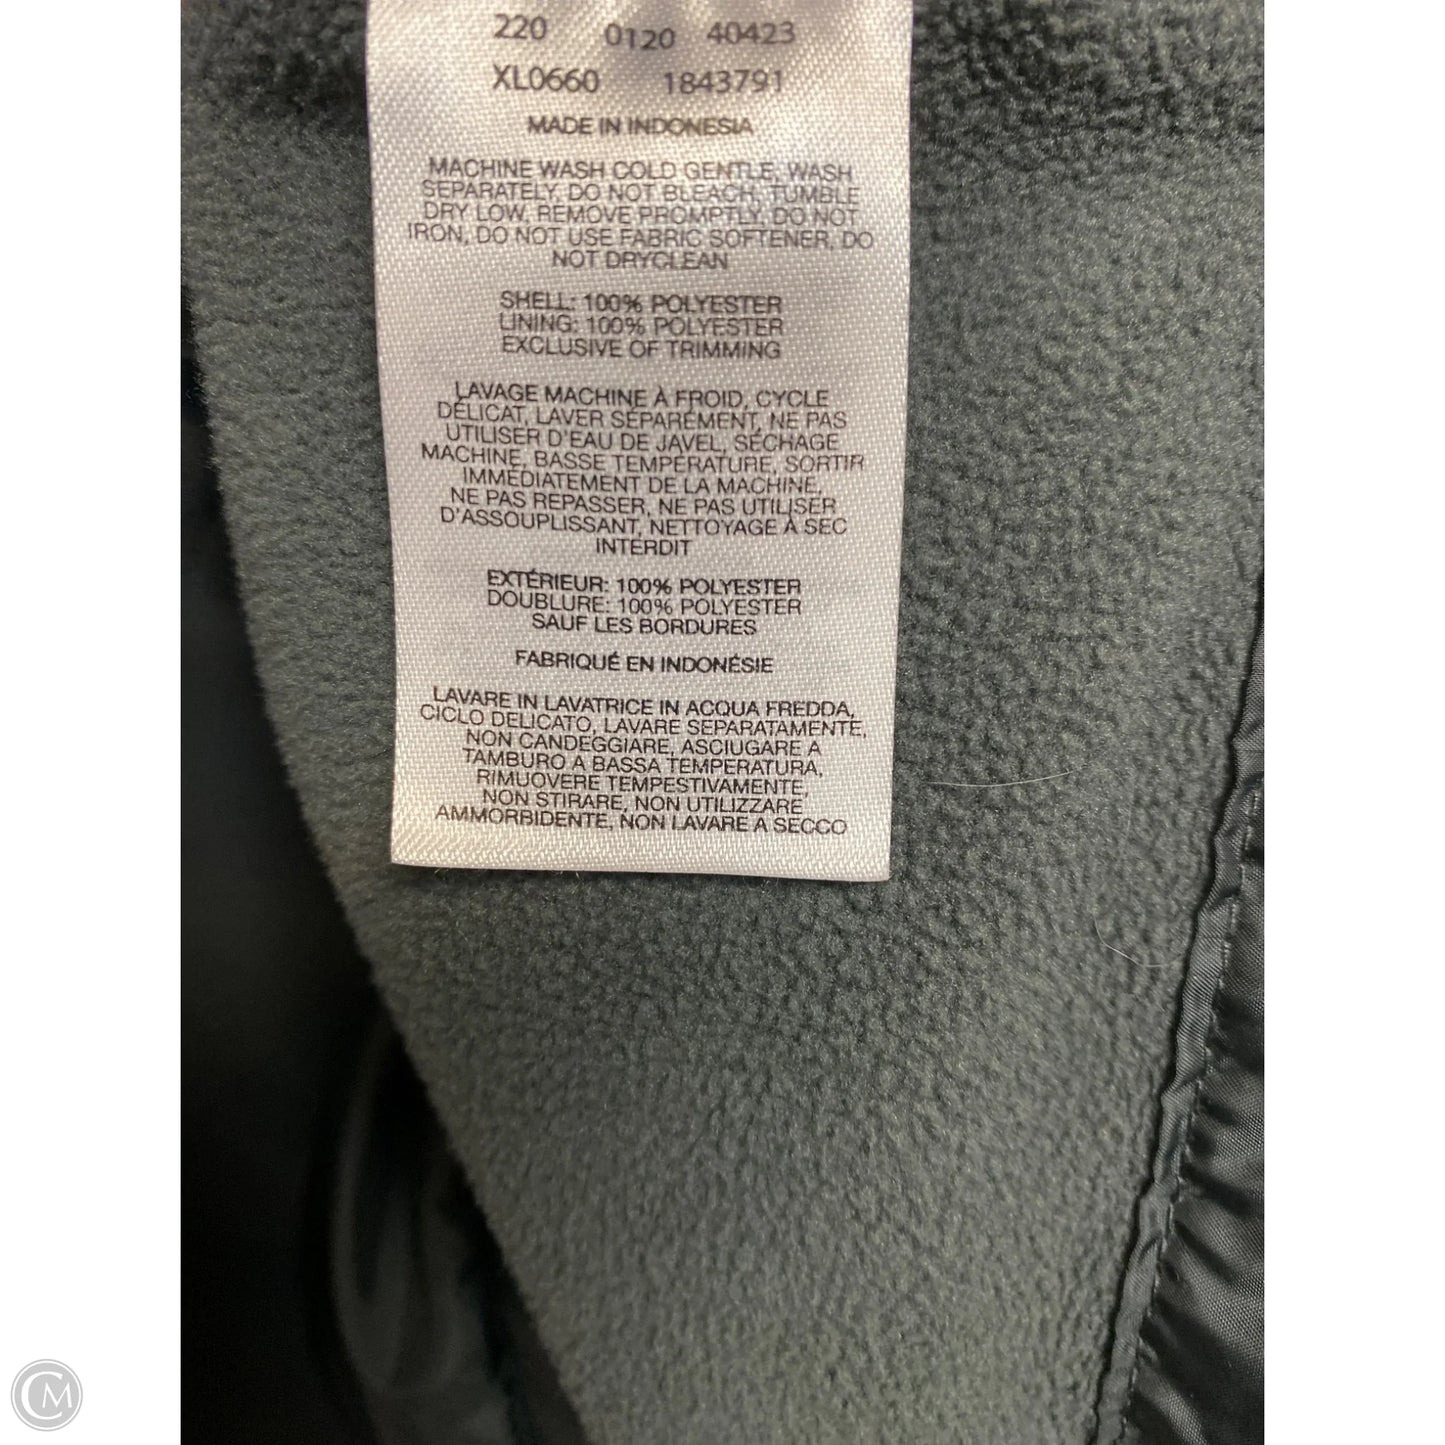 220 0120 40423
XL0660 1843791
MADE IN INDONESIA
MACHINE WASH COLD GENTLE, WASH
SEPARATELY, DO NOT BLEACH, TUMBLE
DRY LOW, REMOVE PROMPTLY, DO NOT
IRON, DO NOT USE FABRIC SOFTENER, DO
NOT DRYCLEAN
SHELL: 100% POLYESTER
LINING: 100% POLYESTER
EXCLUSIVE OF TRIMMING
LAVAGE MACHINE À FROID, CYCLE
DÉLICAT, LAVER SÉPARÉMENT, NE PAS
UTILISER D'EAU DE JAVEL, SÉCHAGE
MACHINE, BASSE TEMPÉRATURE, SORTIR
IMMÉDIATEMENT DE LA MACHINE,
NE PAS REPASSER, NE PAS UTILISER
D'ASSOUPLISSANT, NETTOYAGE À SEC
INTERDIT
EXTÉRIEUR: 100% POLYESTER
DOUBLURE: 100% POLYESTER
SAUF LES BORDURES
FABRIQUÉ EN INDONÉSIE
LAVARE IN LAVATRICE IN ACQUA FREDDA,
CICLO DELICATO, LAVARE SEPARATAMENTE,
NON CANDEGGIARE, ASCIUGARE A
TAMBURO A BASSA TEMPERATURA,
RIMUOVERE TEMPESTIVAMENTE,
NON STIRARE, NON UTILIZZARE
AMMORBIDENTE, NON LAVARE A SECCO
CM